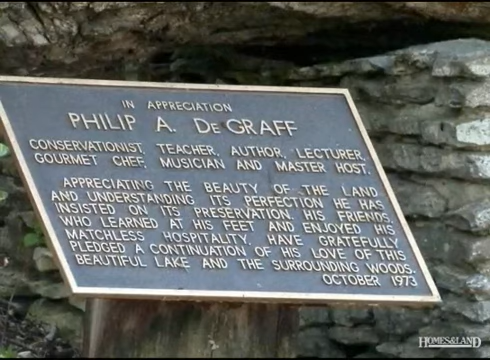 IN APPRECIATION
PHILIP A. DE GRAFF
CONSERVATIONIST, TEACHER, AUTHOR, LECTURER,
GOURMET CHEF, MUSICIAN AND MASTER HOST.
APPRECIATING THE BEAUTY OF THE LAND
AND UNDERSTANDING ITS PERFECTION HE HAS
INSISTED ON ITS PRESERVATION. HIS FRIENDS,
WHO LEARNED AT HIS FEET AND ENJOYED HIS
MATCHLESS HOSPITALITY, HAVE GRATEFULLY
PLEDGED A CONTINUATION OF HIS LOVE OF THIS
BEAUTIFUL LAKE AND THE SURROUNDING WOODS.
OCTOBER 1973
HOMES&LAND